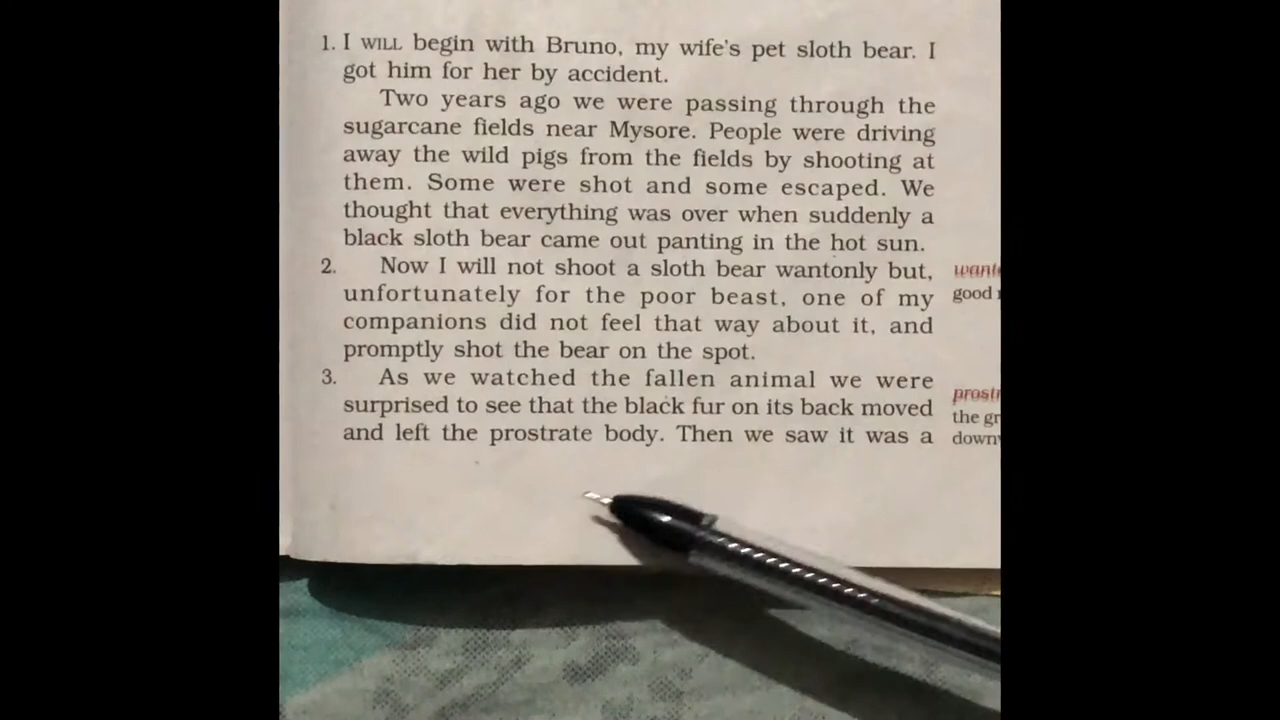 1. I WILL begin with Bruno, my wife's pet sloth bear. I
got him for her by accident.
Two years ago we were passing through the
sugarcane fields near Mysore. People were driving
away the wild pigs from the fields by shooting at
them. Some were shot and some escaped. We
thought that everything was over when suddenly a
black sloth bear came out panting in the hot sun.
2. Now I will not shoot a sloth bear wantonly but,
unfortunately for the poor beast, one of my
companions did not feel that way about it, and
promptly shot the bear on the spot.
3. As we watched the fallen animal we were
surprised to see that the black fur on its back moved
and left the prostrate body. Then we saw it was a
good
the